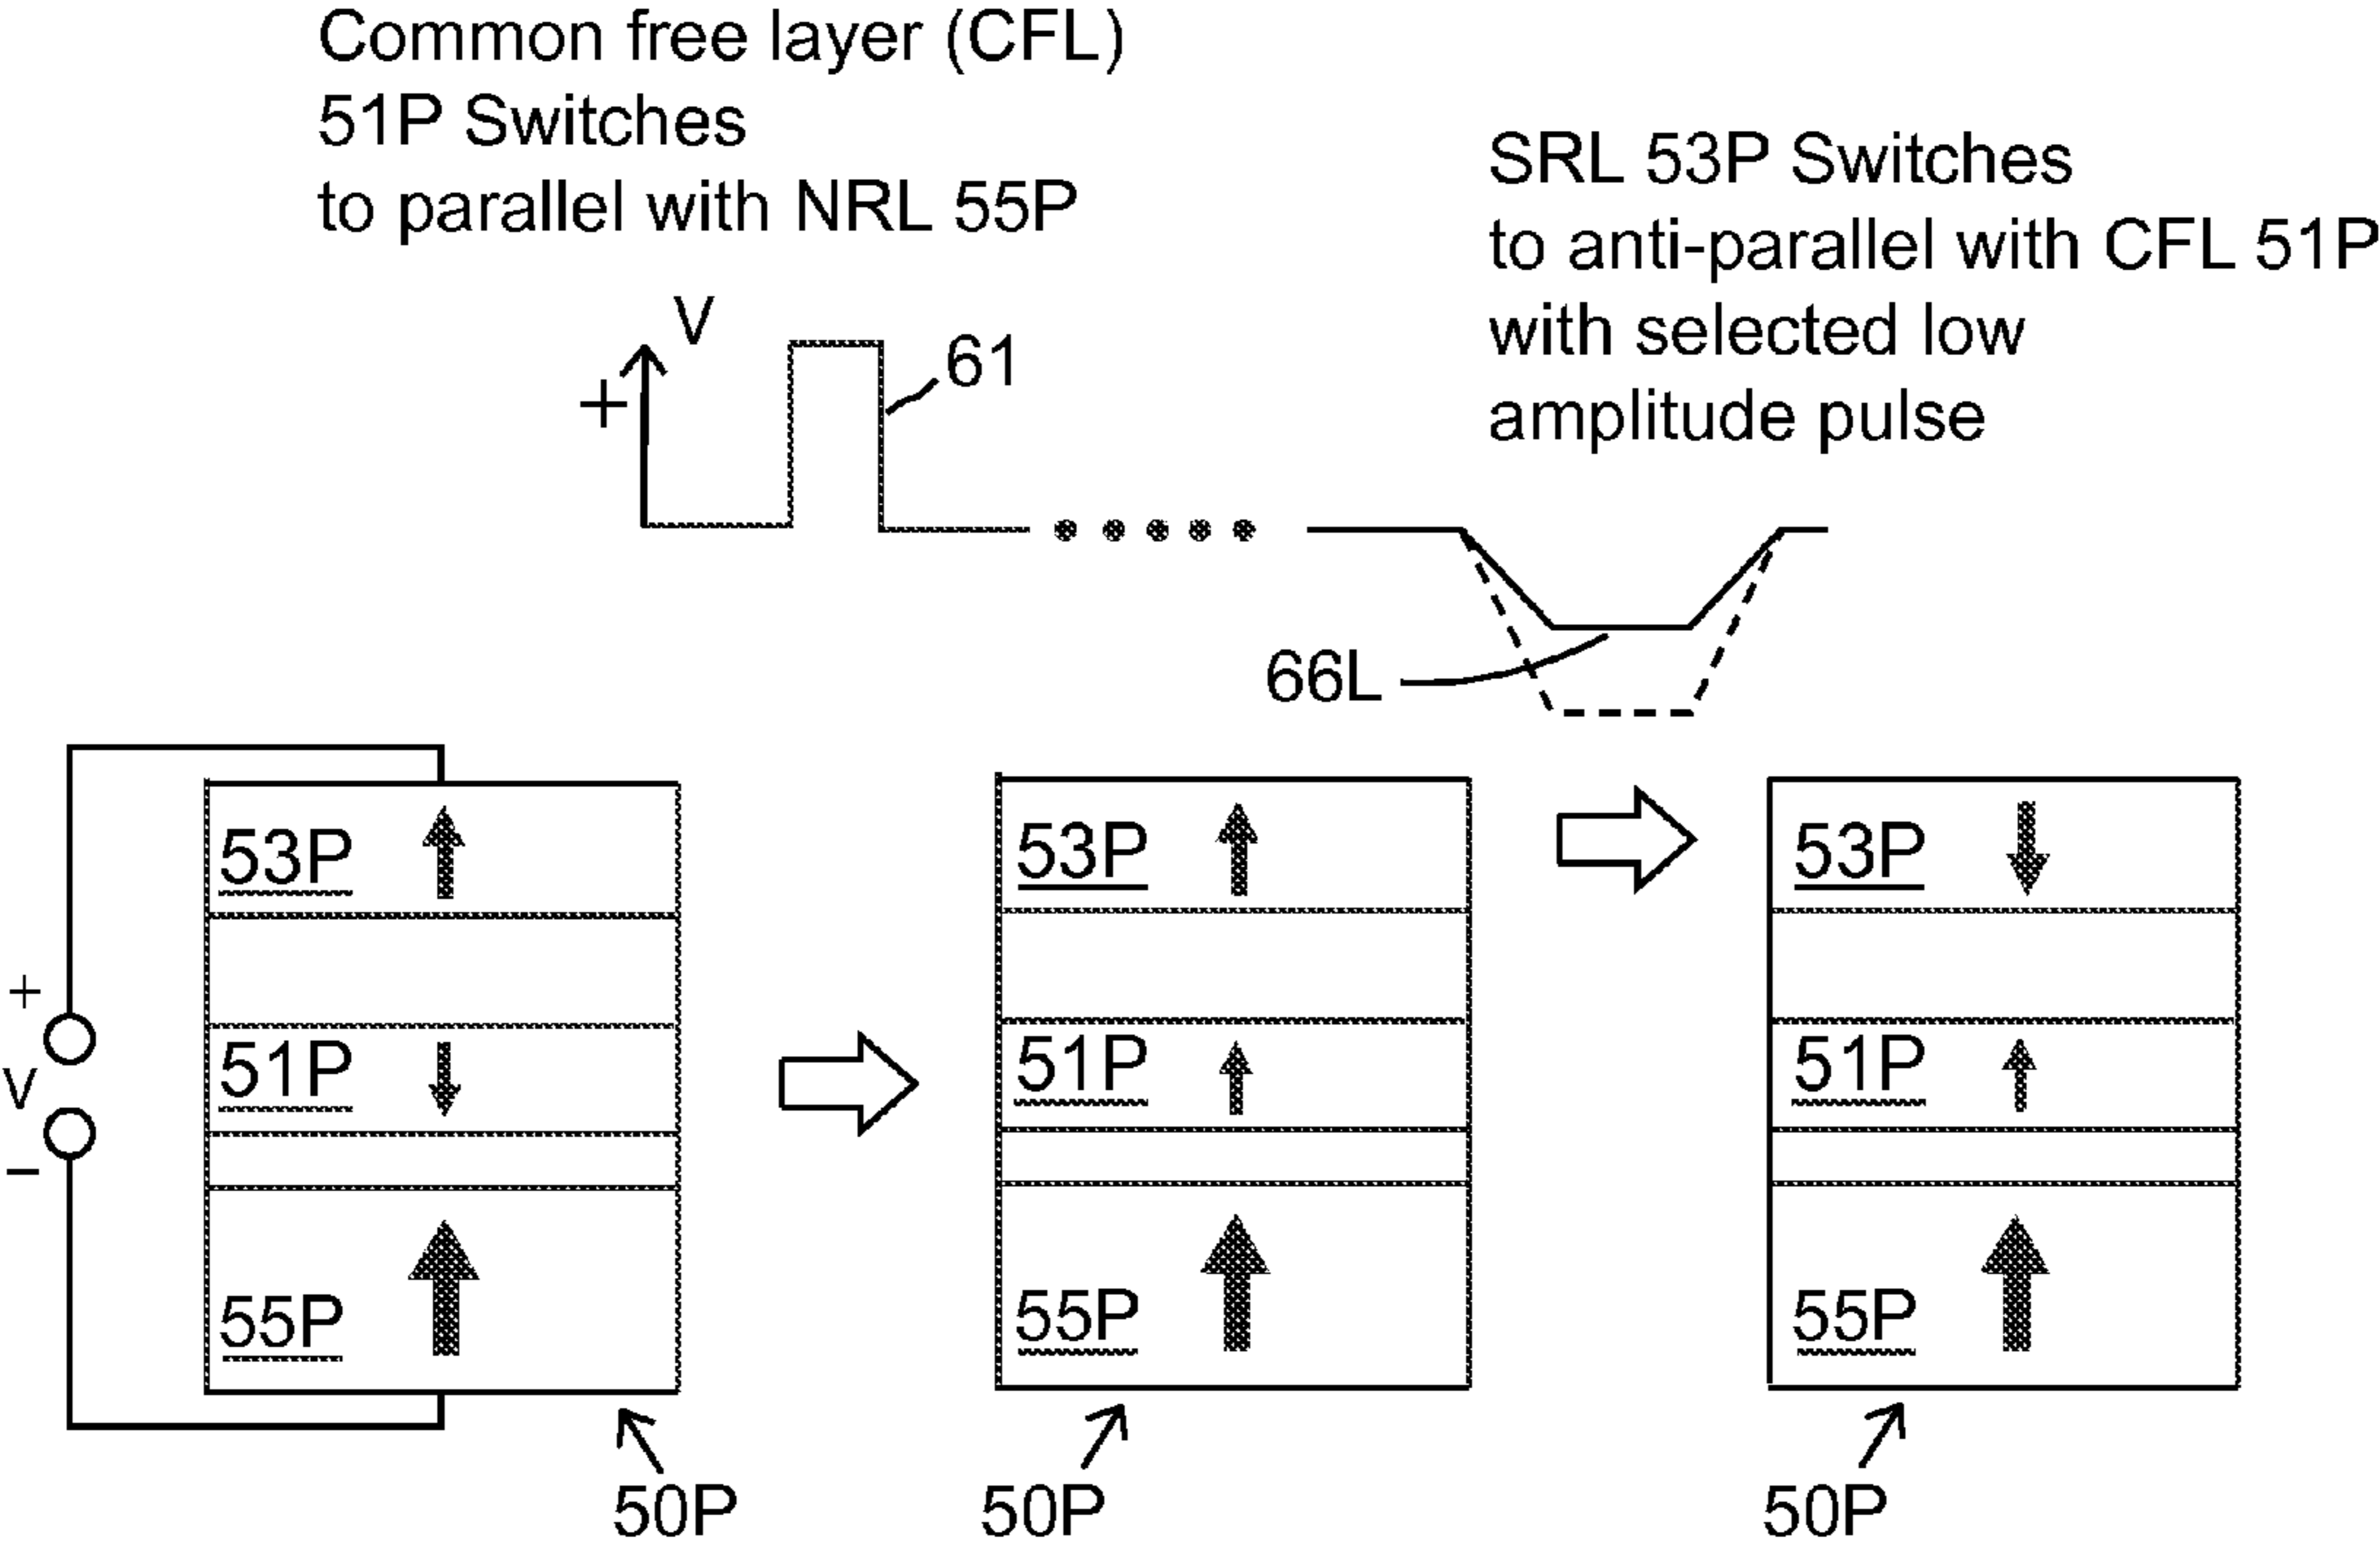 Common free layer (CFL)
51P Switches
to parallel with NRL 55P
SRL 53P Switches
to anti-parallel with CFL 51P
with selected low
amplitude pulse
V
+
61
66L
53P
53P
53P
+
V
−
51P
51P
51P
55P
55P
55P
50P
50P
50P